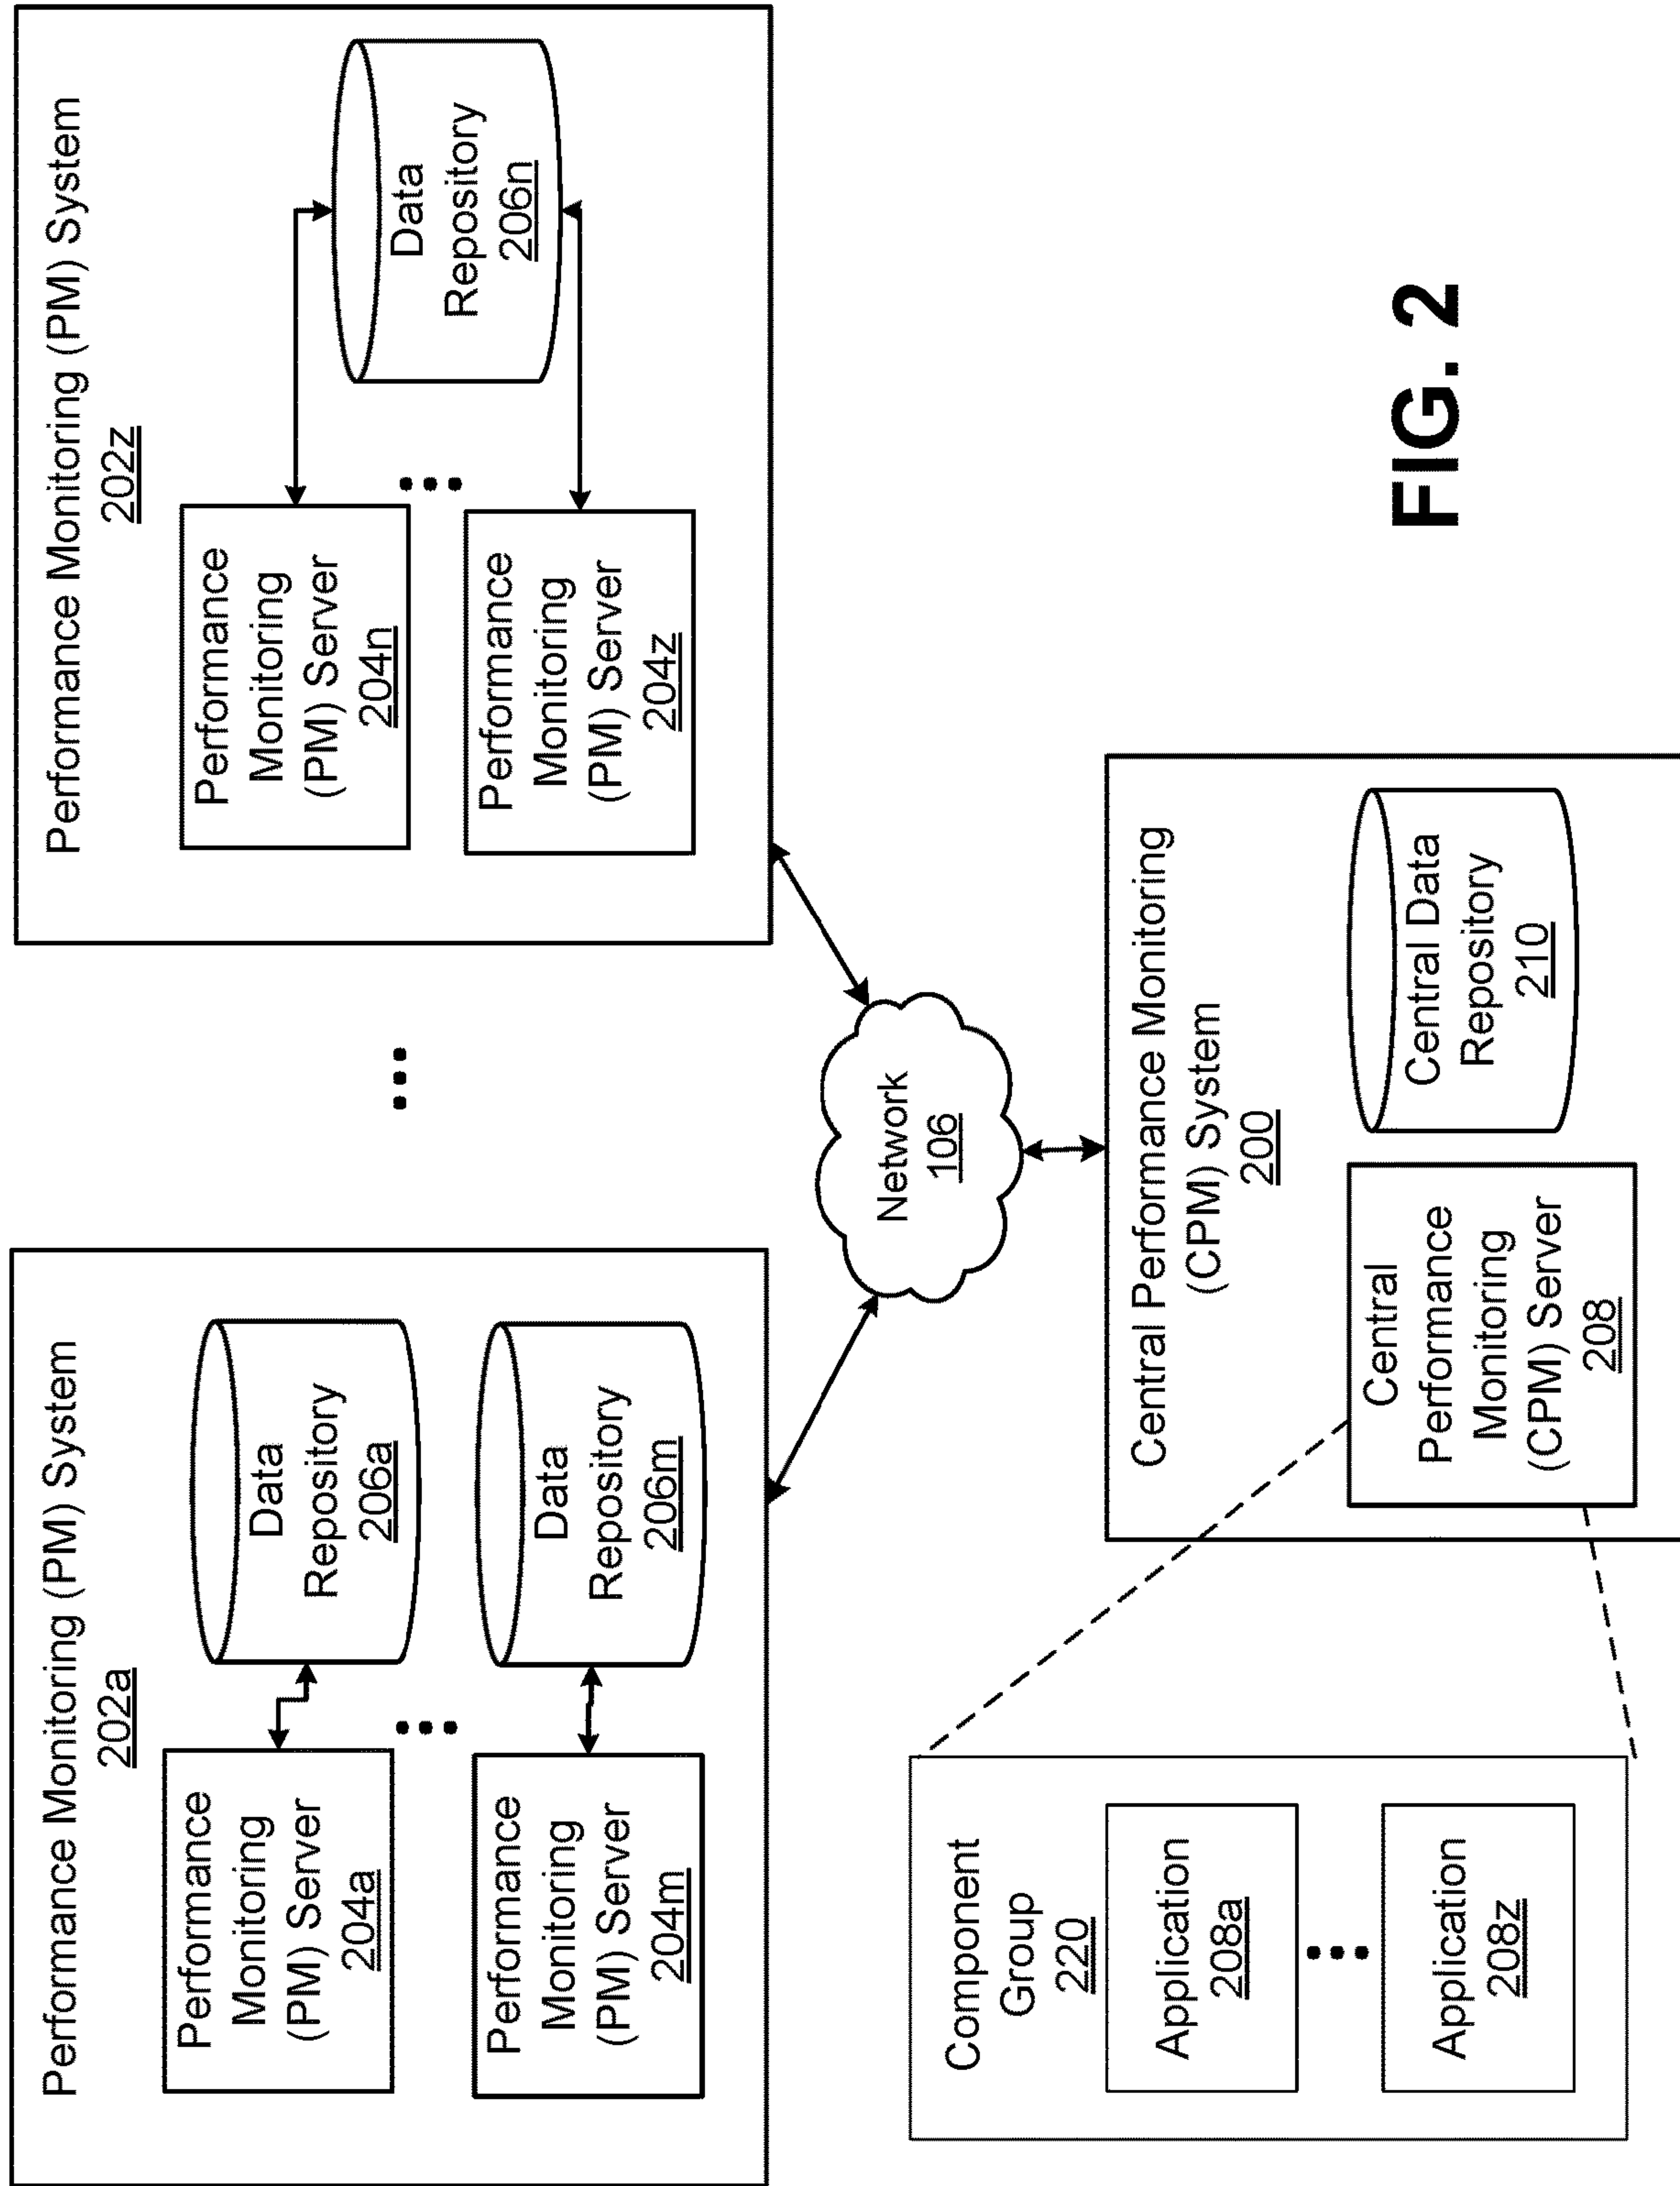 Performance Monitoring (PM) System
202a
Performance
Monitoring
(PM) Server
204a
Data
Repository
206a
Performance
Monitoring
(PM) Server
204m
Data
Repository
206m
Performance Monitoring (PM) System
202z
Performance
Monitoring
(PM) Server
204n
Performance
Monitoring
(PM) Server
204z
Data
Repository
206n
Network
106
Component
Group
220
Application
208a
Application
208z
Central Performance Monitoring
(CPM) System
200
Central
Performance
Monitoring
(CPM) Server
208
Central Data
Repository
210
FIG. 2